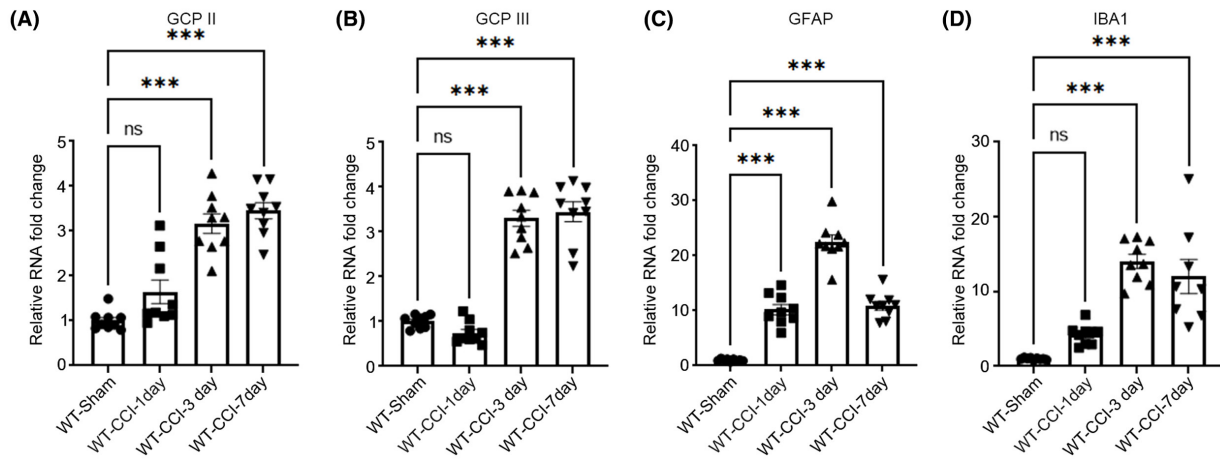 (A)
GCP II
***
***
ns
Relative RNA fold change
5
4
3
2
1
0
WT-Sham
WT-CCI-1day
WT-CCI-3 day
WT-CCI-7day
(B)
GCP III
***
***
ns
Relative RNA fold change
5
4
3
2
1
0
WT-Sham
WT-CCI-1day
WT-CCI-3 day
WT-CCI-7day
(C)
GFAP
***
***
***
Relative RNA fold change
40
30
20
10
0
WT-Sham
WT-CCI-1day
WT-CCI-3 day
WT-CCI-7day
(D)
IBA1
***
***
ns
Relative RNA fold change
30
20
10
0
WT-Sham
WT-CCI-1day
WT-CCI-3 day
WT-CCI-7day